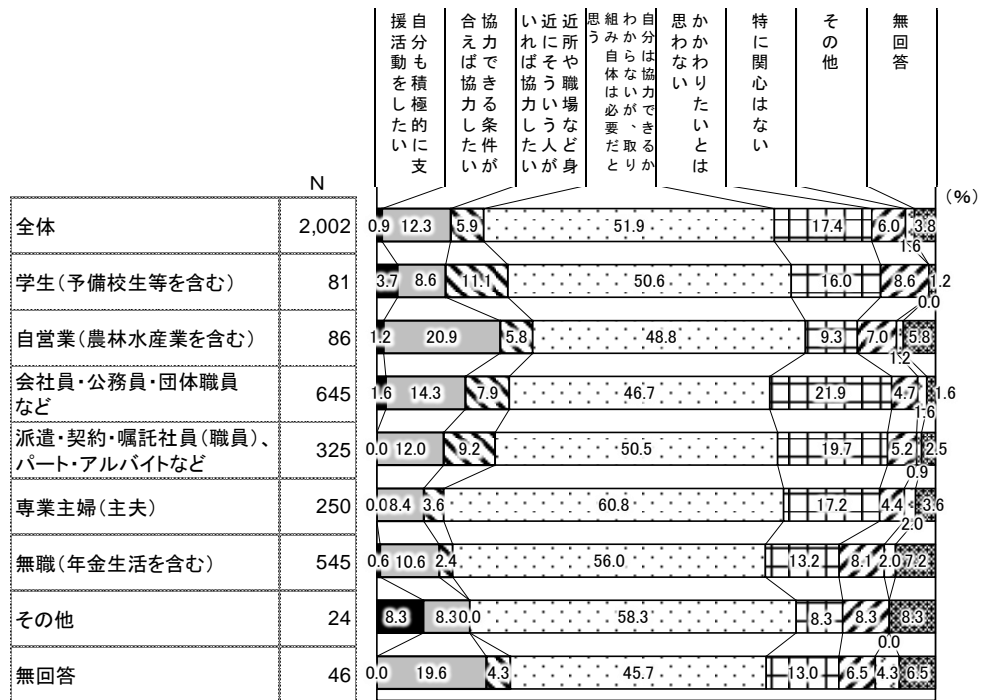 自分も積極的に支
援活動をしたい
協力できる条件が
合えば協力したい
近所や職場など身
近にそういう人が
いれば協力したい
自分は協力できるか
わからないが、取り
組み自体は必要だと
思う
かかわりたいとは
思わない
特に関心はない
その他
無回答
N
(%)
全体 2,002 0.9 12.3 5.9 51.9 17.4 6.0 3.8
1.6
学生(予備校生等を含む) 81 3.7 8.6 11.1 50.6 16.0 8.6 1.2
0.0
自営業(農林水産業を含む) 86 1.2 20.9 5.8 48.8 9.3 7.0 5.8
1.2
会社員・公務員・団体職員
など
645 1.6 14.3 7.9 46.7 21.9 4.7 1.6
1.6
派遣・契約・嘱託社員(職員)、
パート・アルバイトなど
325 0.0 12.0 9.2 50.5 19.7 5.2 2.5
0.9
専業主婦(主夫) 250 0.0 8.4 3.6 60.8 17.2 4.4 3.6
2.0
無職(年金生活を含む) 545 0.6 10.6 2.4 56.0 13.2 8.1 2.0 7.2
その他 24 8.3 8.3 0.0 58.3 8.3 8.3 8.3
0.0
無回答 46 0.0 19.6 4.3 45.7 13.0 6.5 4.3 6.5